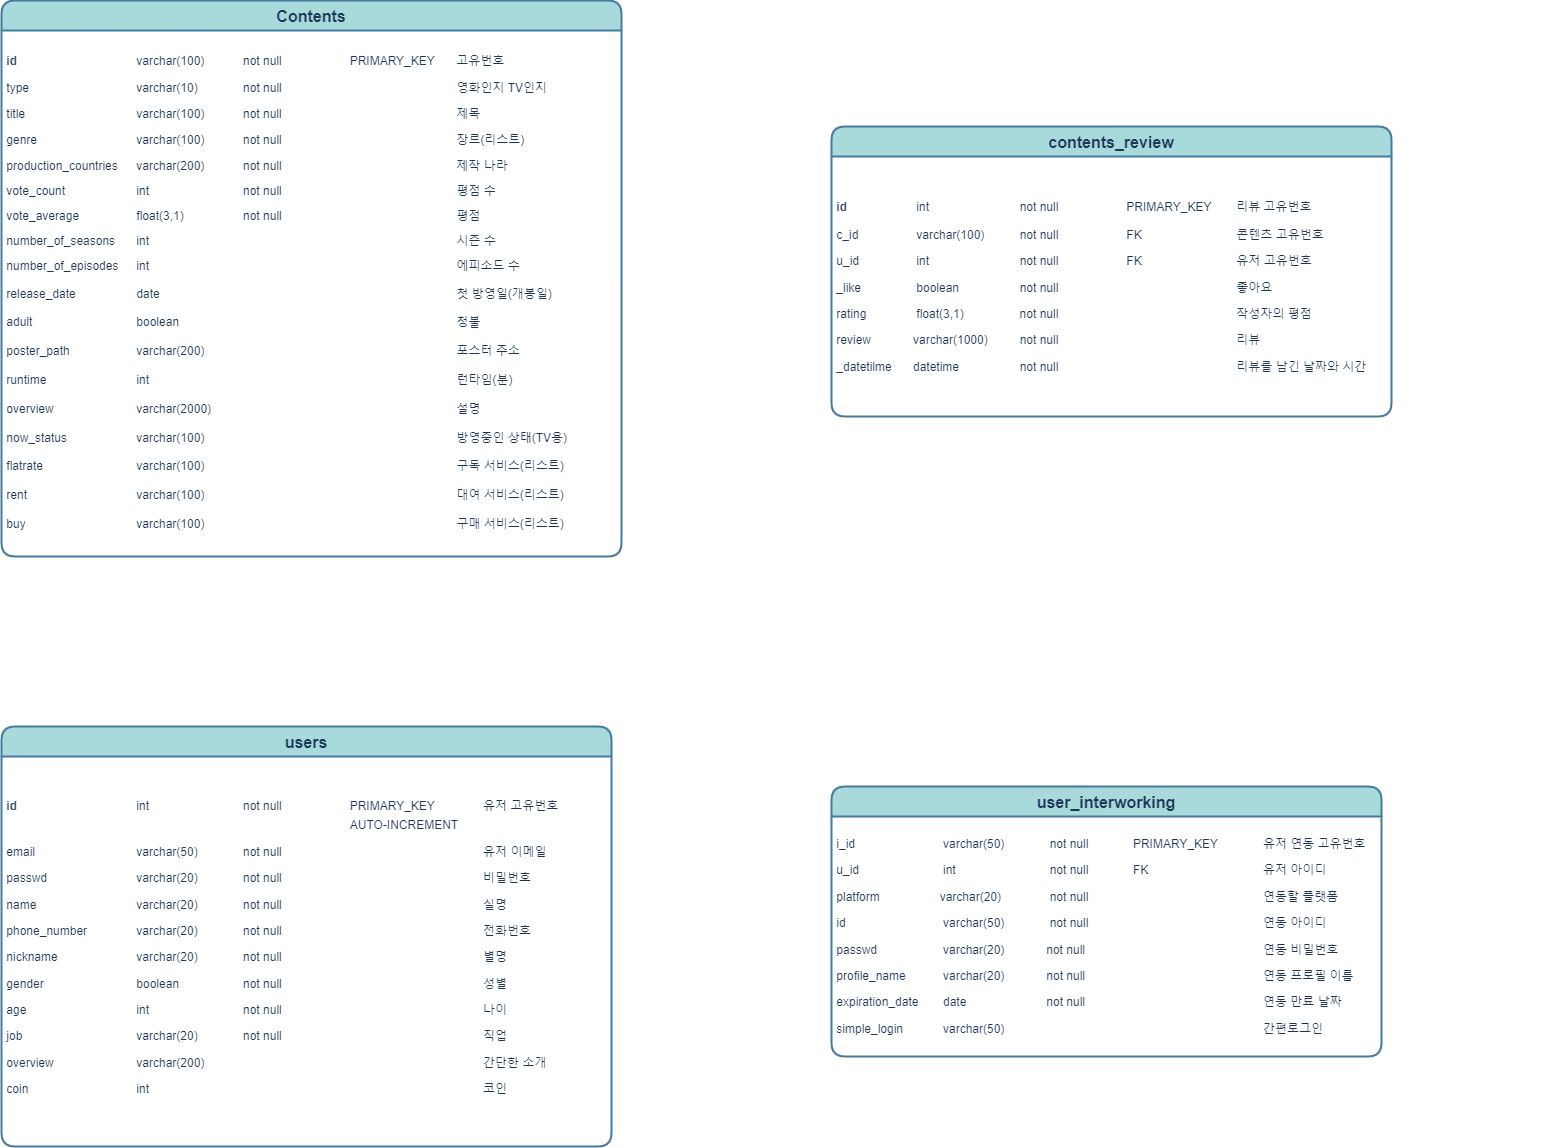 Contents
id varchar(100) not null PRIMARY_KEY 고유번호
type varchar(10) not null 영화인지 TV인지
title varchar(100) not null 제목
genre varchar(100) not null 장르(리스트)
production_countries varchar(200) not null 제작 나라
vote_count int not null 평점 수
vote_average float(3,1) not null 평점
number_of_seasons int 시즌 수
number_of_episodes int 에피소드 수
release_date date 첫 방영일(개봉일)
adult boolean 청불
poster_path varchar(200) 포스터 주소
runtime int 런타임(분)
overview varchar(2000) 설명
now_status varchar(100) 방영중인 상태(TV용)
flatrate varchar(100) 구독 서비스(리스트)
rent varchar(100) 대여 서비스(리스트)
buy varchar(100) 구매 서비스(리스트)
contents_review
id int not null PRIMARY_KEY 리뷰 고유번호
c_id varchar(100) not null FK 콘텐츠 고유번호
u_id int not null FK 유저 고유번호
_like boolean not null 좋아요
rating float(3,1) not null 작성자의 평점
review varchar(1000) not null 리뷰
_datetilme datetime not null 리뷰를 남긴 날짜와 시간
users
id int not null PRIMARY_KEY 유저 고유번호
AUTO-INCREMENT
email varchar(50) not null 유저 이메일
passwd varchar(20) not null 비밀번호
name varchar(20) not null 실명
phone_number varchar(20) not null 전화번호
nickname varchar(20) not null 별명
gender boolean not null 성별
age int not null 나이
job varchar(20) not null 직업
overview varchar(200) 간단한 소개
coin int 코인
user_interworking
i_id varchar(50) not null PRIMARY_KEY 유저 연동 고유번호
u_id int not null FK 유저 아이디
platform varchar(20) not null 연동할 플랫폼
id varchar(50) not null 연동 아이디
passwd varchar(20) not null 연동 비밀번호
profile_name varchar(20) not null 연동 프로필 이름
expiration_date date not null 연동 만료 날짜
simple_login varchar(50) 간편로그인